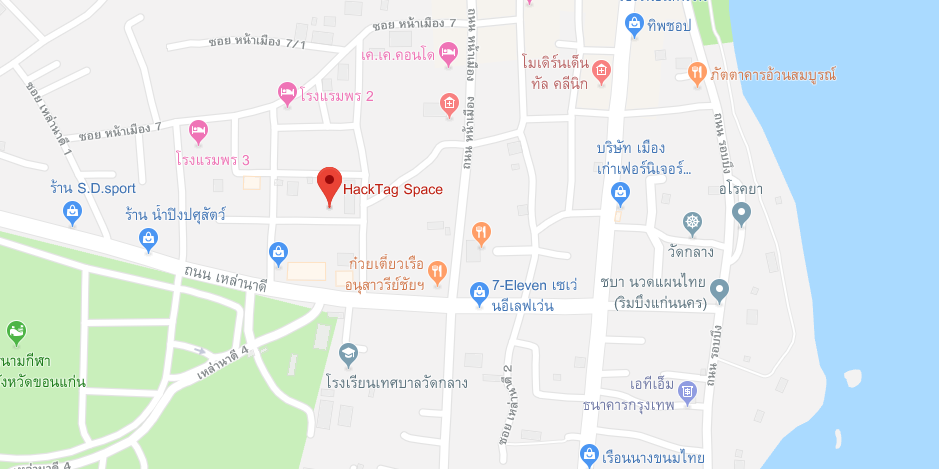 ซอย หน้าเมือง 7
ทิพชอป
ซอย หน้าเมือง 7/1
เค.เค.คอนโด
โมเดิร์นเด็น
ทัล คลีนิก
ภัตตาคารอ้วนสมบูรณ์
ถนน หน้าเมือง
ซอย เหล่านาดี 1
โรงแรมพร 2
ถนน หน้าเมือง
ซอย หน้าเมือง 7
โรงแรมพร 3
ถนน รอบบึง
บริษัท เมือง
เก่าเฟอร์นิเจอร์...
ร้าน S.D.sport
HackTag Space
อโรคยา
ร้าน น้ำปิงปศุสัตว์
วัดกลาง
ถนน เหล่านาดี
ก๋วยเตี๋ยวเรือ
อนุสาวรีย์ชัยฯ
7-Eleven เซเว่
นอีเลฟเว่น
ชบา นวดแผนไทย
(ริมบึงแก่นนคร)
นามกีฬา
ังหวัดขอนแก่น
เหล่านาดี 4
โรงเรียนเทศบาลวัดกลาง
ซอย เหล่านาดี 2
ถนน รอบบึง
เอทีเอ็ม
ธนาคารกรุงเทพ
เหล่านาดี 4
เรือนนางขนมไทย